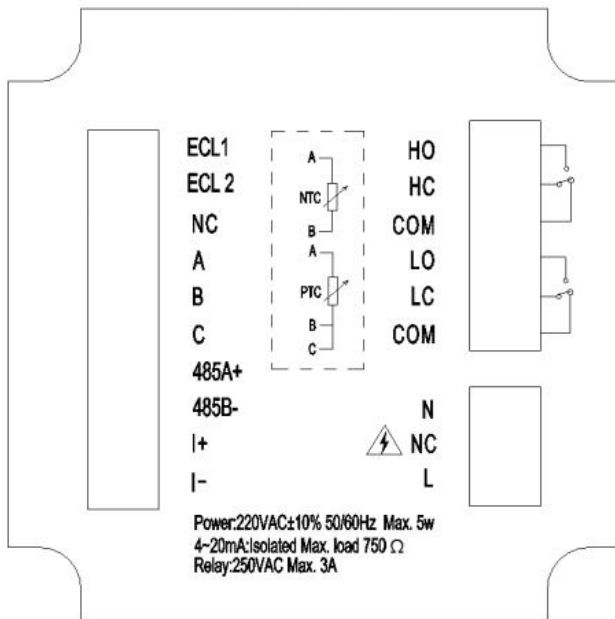 ECL1
ECL 2
NC
A
B
C
485A+
485B-
I+
I-
A
NTC
B
A
PTC
B
C
HO
HC
COM
LO
LC
COM
N
NC
L
Power:220VAC±10% 50/60Hz Max. 5w
4~20mA:Isolated Max. load 750 Ω
Relay:250VAC Max. 3A